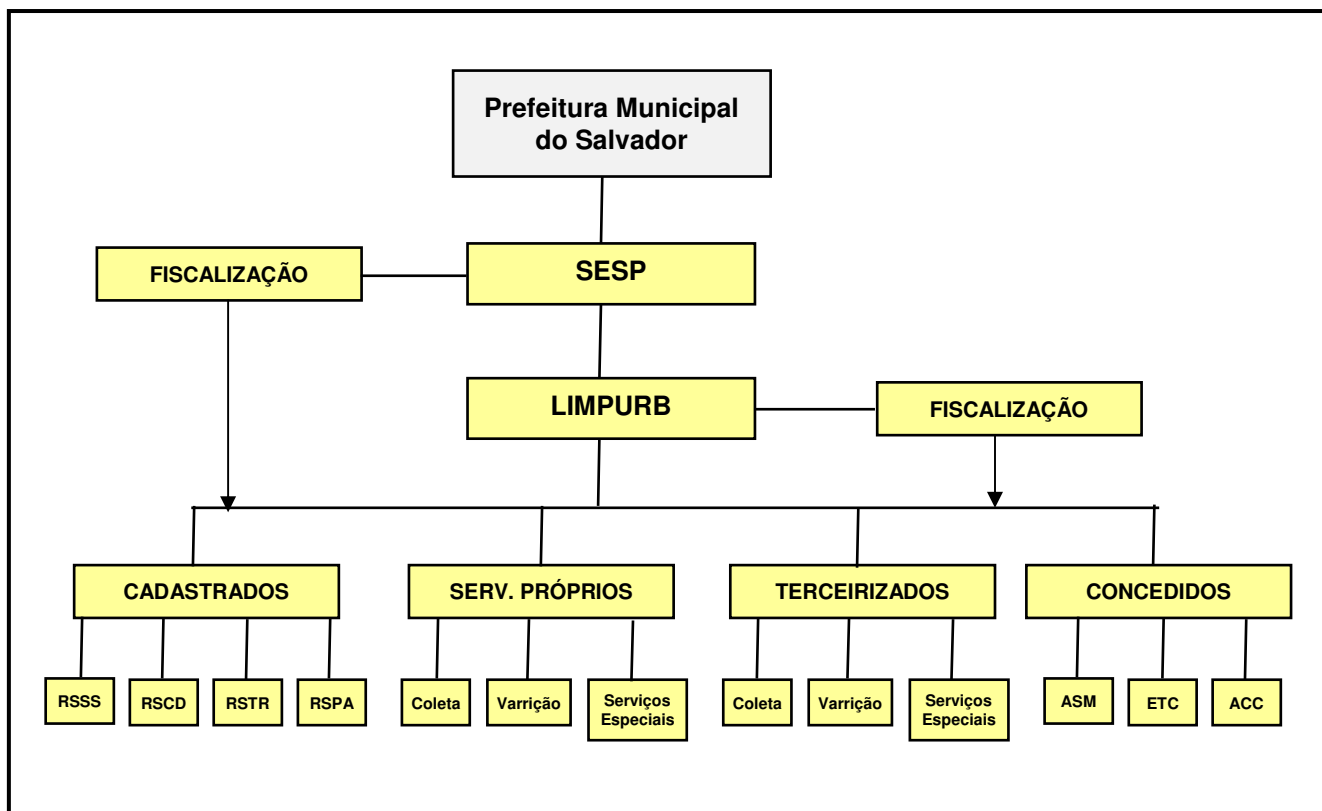 Prefeitura Municipal
do Salvador
FISCALIZAÇÃO
SESP
LIMPURB
FISCALIZAÇÃO
CADASTRADOS
SERV. PRÓPRIOS
TERCEIRIZADOS
CONCEDIDOS
RSSS
RSCD
RSTR
RSPA
Coleta
Varrição
Serviços
Especiais
Coleta
Varrição
Serviços
Especiais
ASM
ETC
ACC